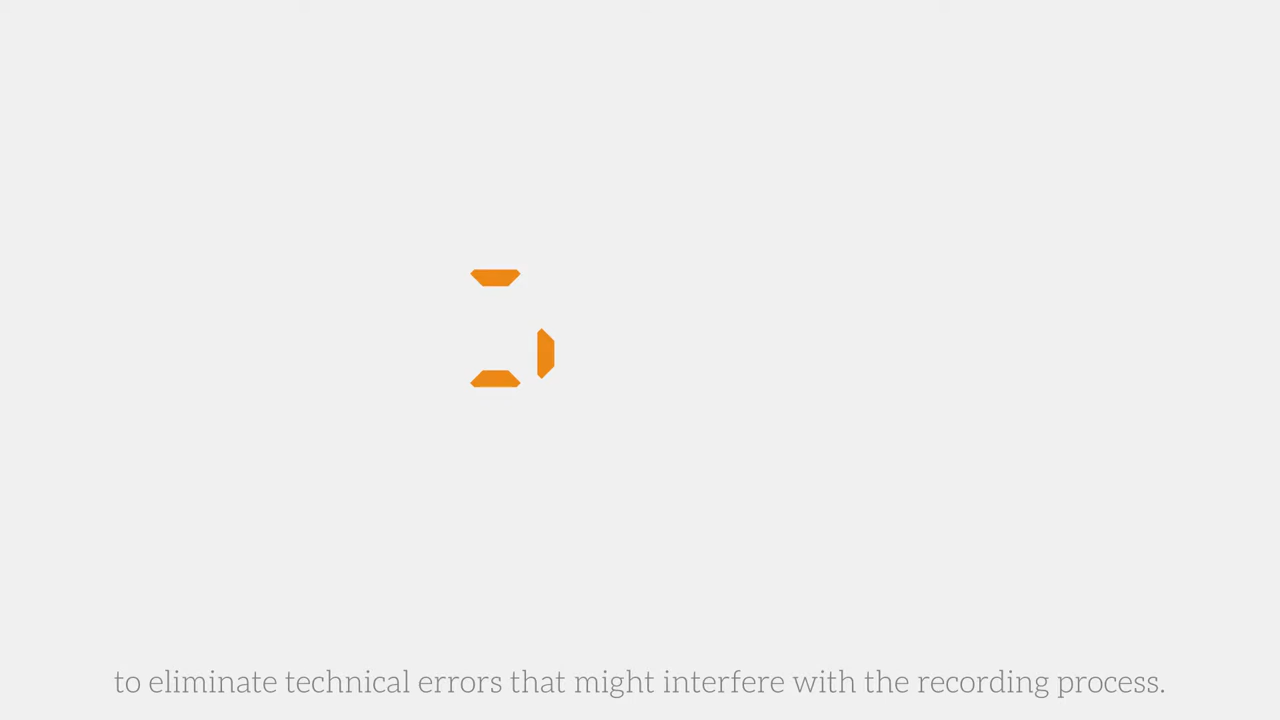 to eliminate technical errors that might interfere with the recording process.